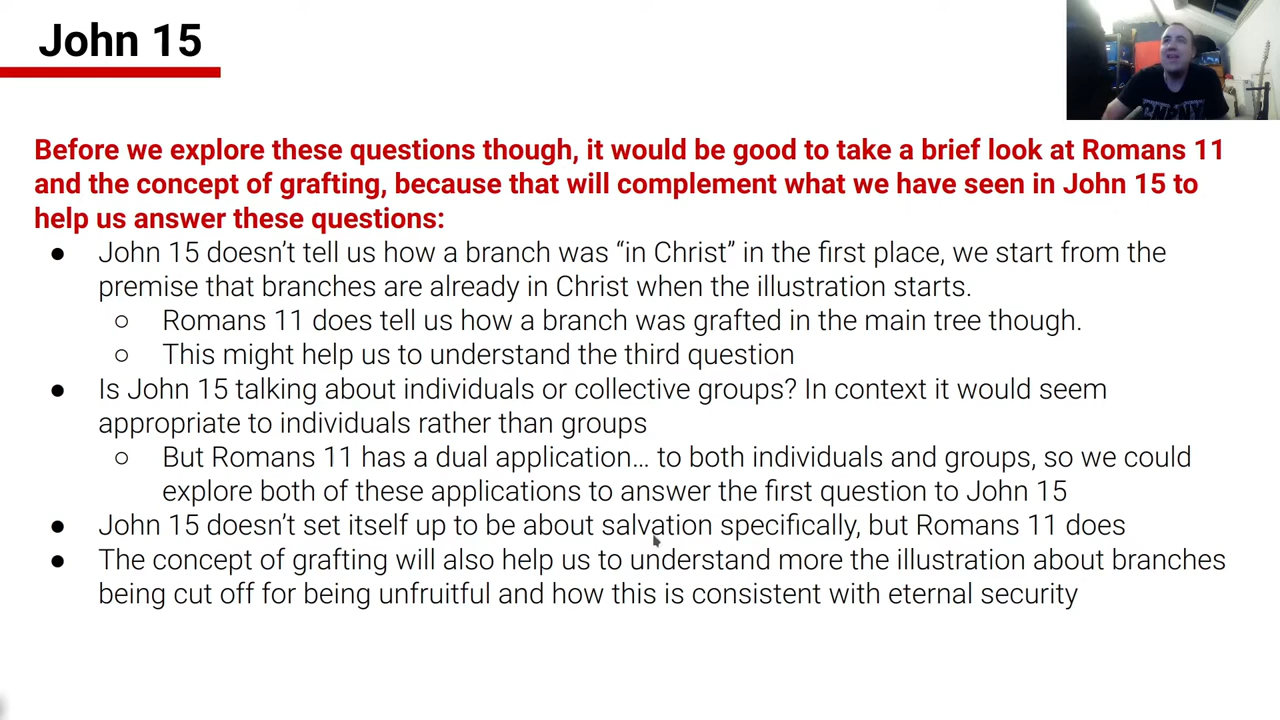 John 15
Before we explore these questions though, it would be good to take a brief look at Romans 11
and the concept of grafting, because that will complement what we have seen in John 15 to
help us answer these questions:
● John 15 doesn’t tell us how a branch was “in Christ” in the first place, we start from the
premise that branches are already in Christ when the illustration starts.
○ Romans 11 does tell us how a branch was grafted in the main tree though.
○ This might help us to understand the third question
● Is John 15 talking about individuals or collective groups? In context it would seem
appropriate to individuals rather than groups
○ But Romans 11 has a dual application… to both individuals and groups, so we could
explore both of these applications to answer the first question to John 15
● John 15 doesn’t set itself up to be about salvation specifically, but Romans 11 does
● The concept of grafting will also help us to understand more the illustration about branches
being cut off for being unfruitful and how this is consistent with eternal security